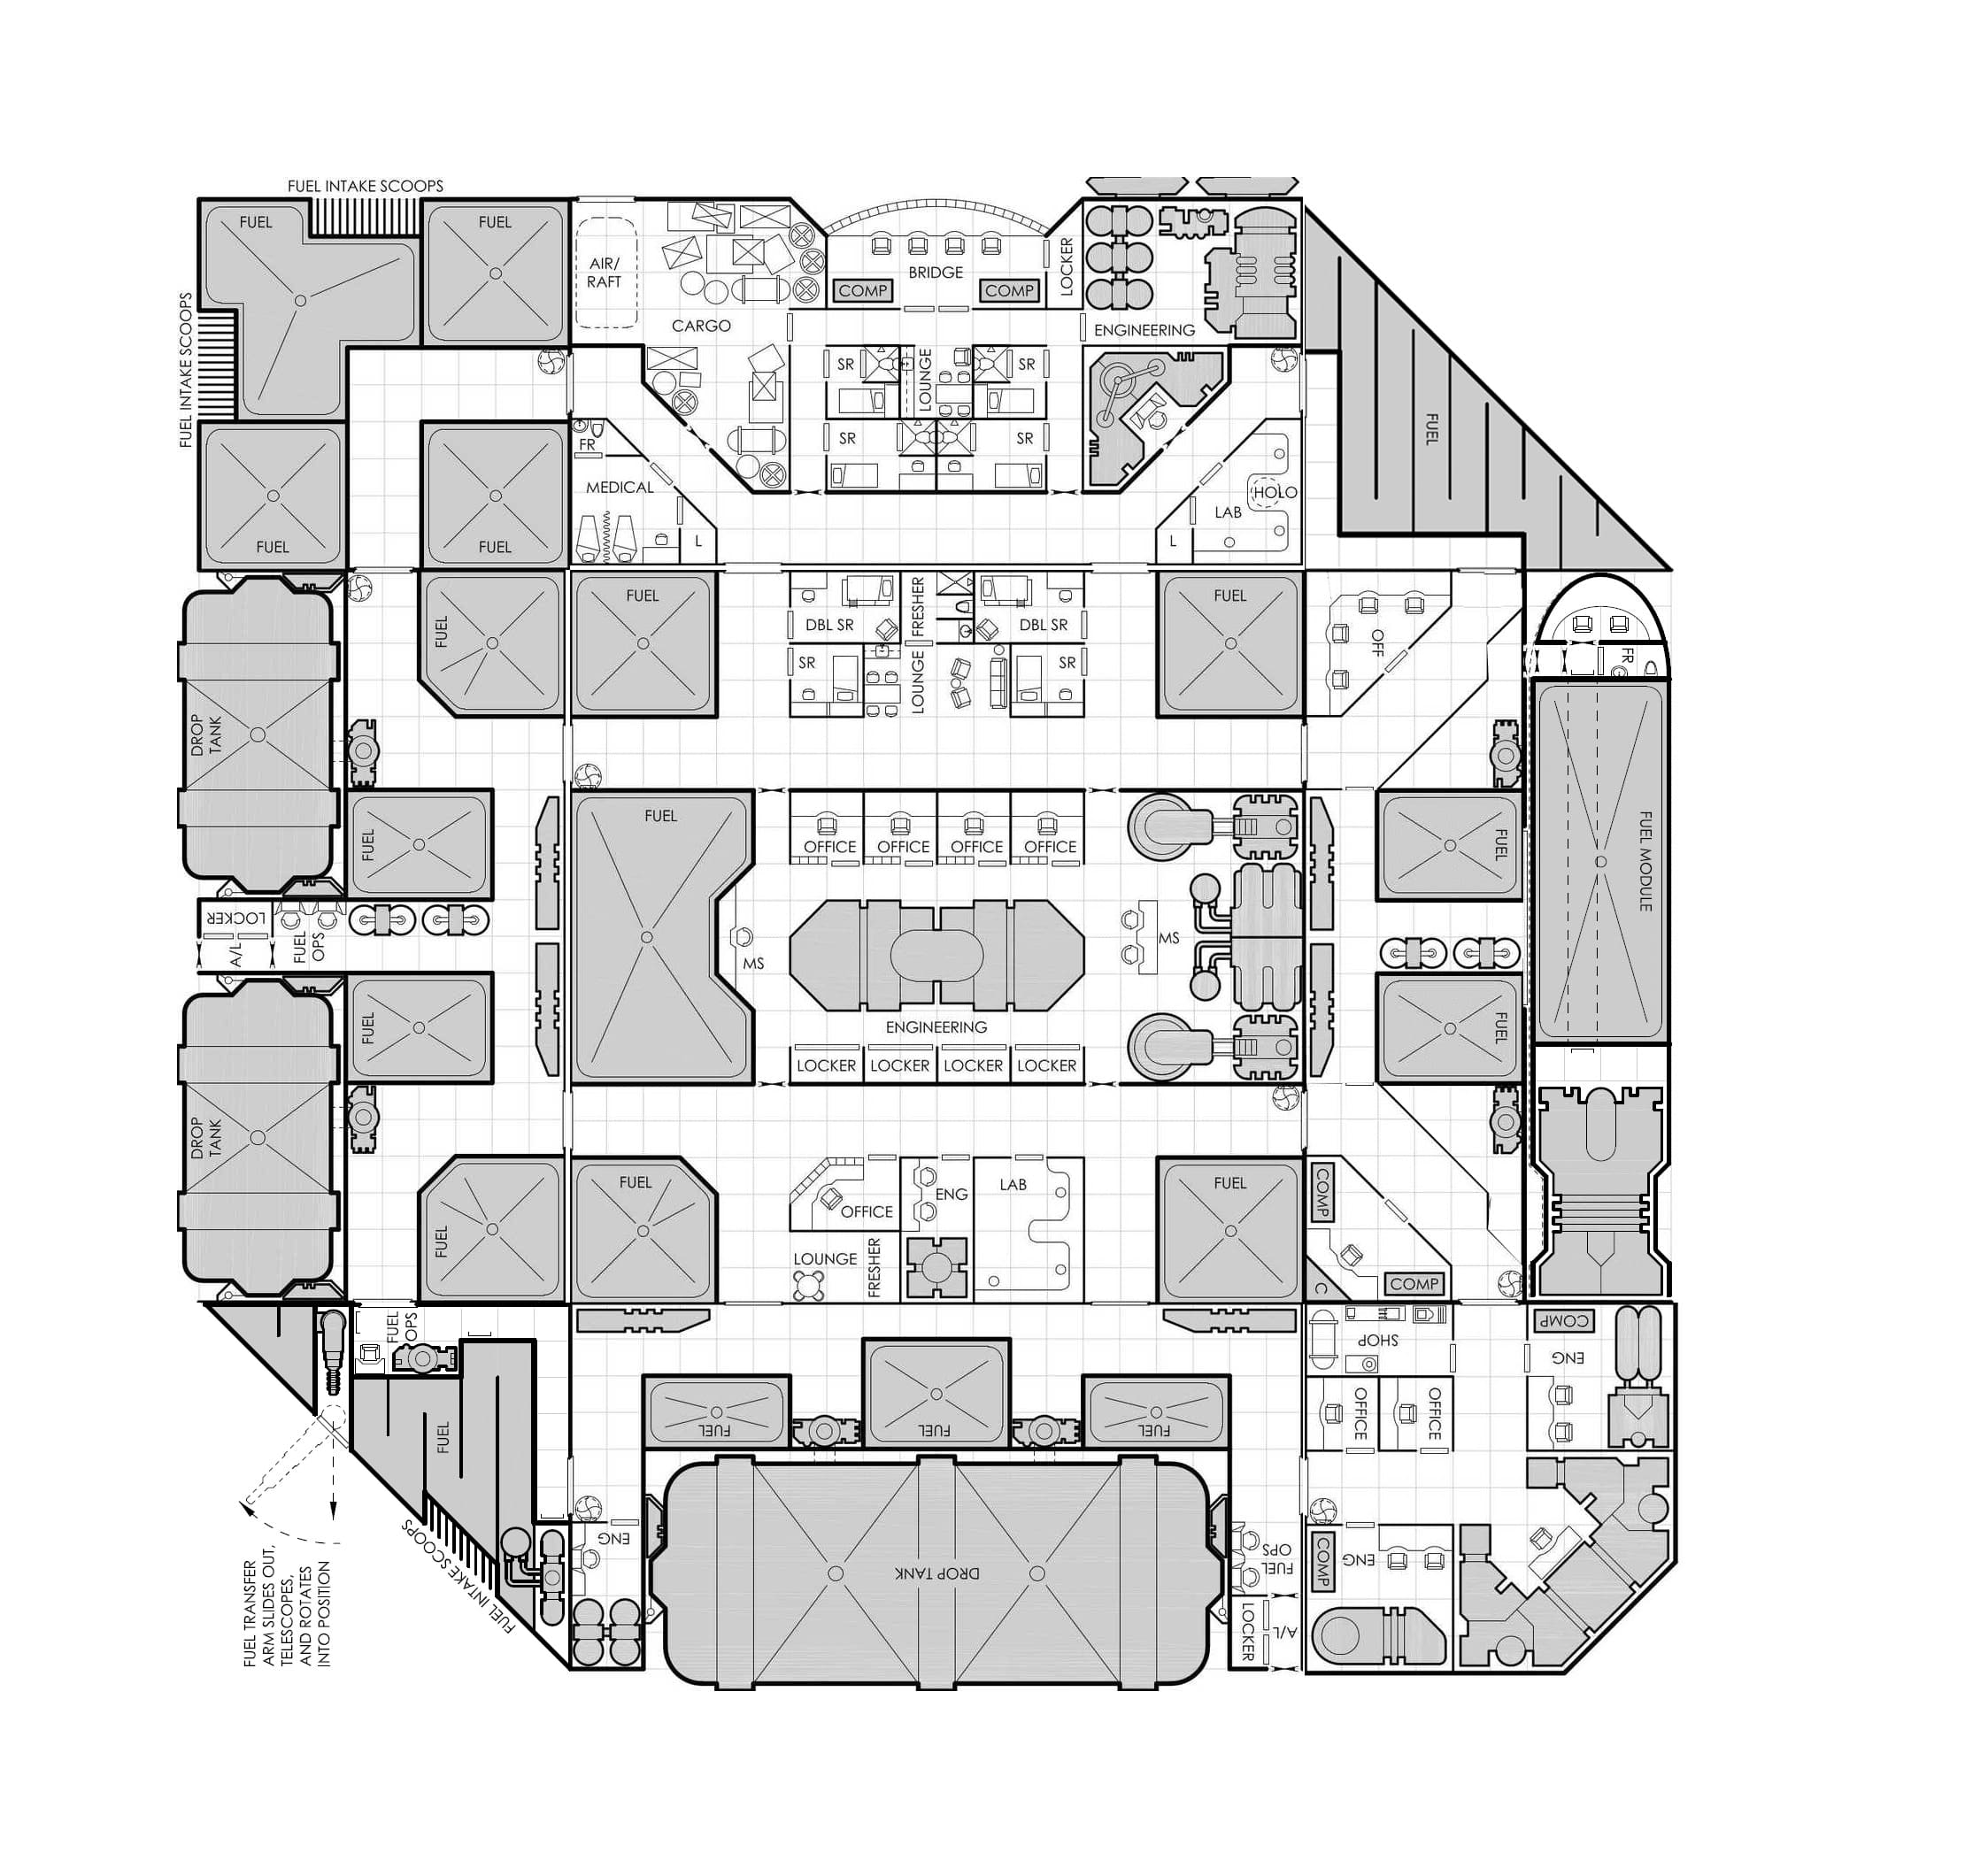 FUEL INTAKE SCOOPS
FUEL
FUEL
AIR/
RAFT
CARGO
BRIDGE
COMP
COMP
LOCKER
ENGINEERING
FUEL INTAKE SCOOPS
SR
LOUNGE
SR
SR
SR
FUEL
FR
MEDICAL
L
FUEL
FUEL
HOLO
LAB
L
FUEL
FUEL
DBL SR
FRESHER
DBL SR
SR
LOUNGE
SR
FUEL
OFF
FR
DROP
TANK
FUEL
FUEL
OFFICE
OFFICE
OFFICE
OFFICE
FUEL
FUEL MODULE
LOCKER
A/L
FUEL
OPS
MS
MS
FUEL
ENGINEERING
FUEL
LOCKER
LOCKER
LOCKER
LOCKER
DROP
TANK
FUEL
FUEL
OFFICE
ENG
LAB
FUEL
COMP
LOUNGE
FRESHER
C
COMP
FUEL
OPS
SHOP
COMP
ENG
FUEL
FUEL
FUEL
FUEL
OFFICE
OFFICE
FUEL INTAKE SCOOPS
ENG
DROP TANK
FUEL
OPS
COMP
ENG
LOCKER
A/L
FUEL TRANSFER
ARM SLIDES OUT,
TELESCOPES,
AND ROTATES
INTO POSITION